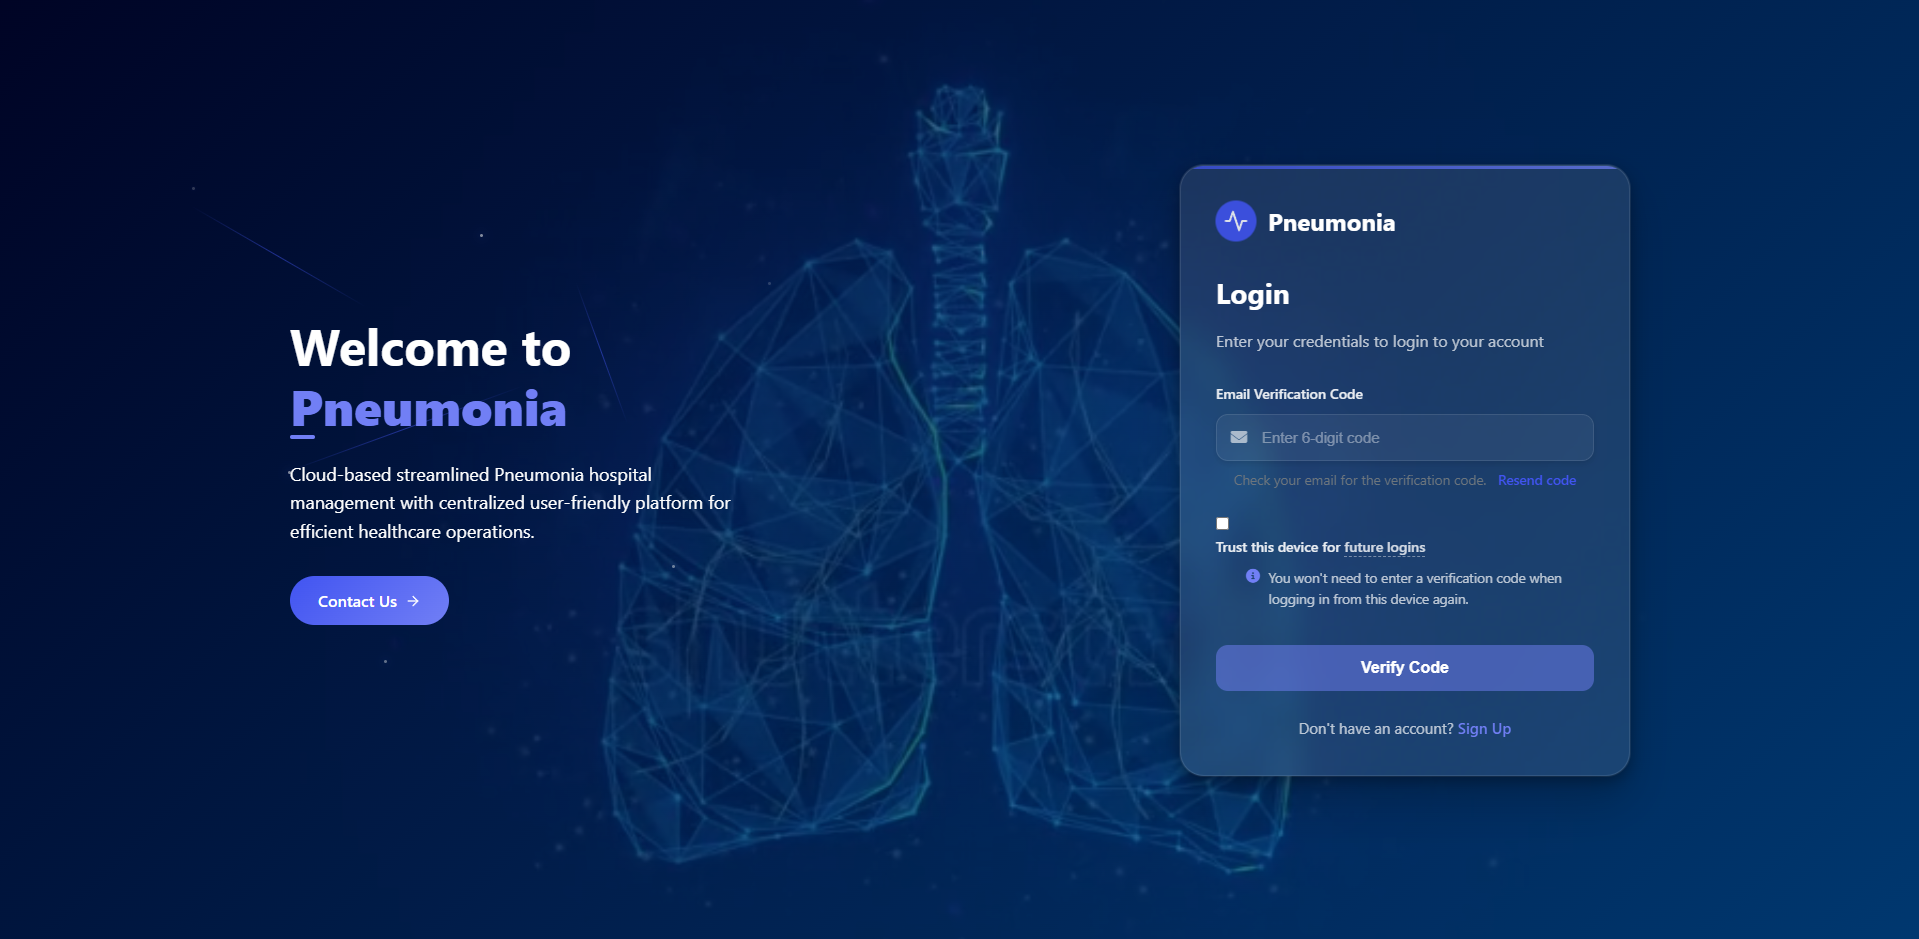 Welcome to
Pneumonia
Cloud-based streamlined Pneumonia hospital
management with centralized user-friendly platform for
efficient healthcare operations.
Contact Us
Pneumonia
Login
Enter your credentials to login to your account
Email Verification Code
Enter 6-digit code
Check your email for the verification code. Resend code
Trust this device for future logins
You won't need to enter a verification code when
logging in from this device again.
Verify Code
Don't have an account? Sign Up